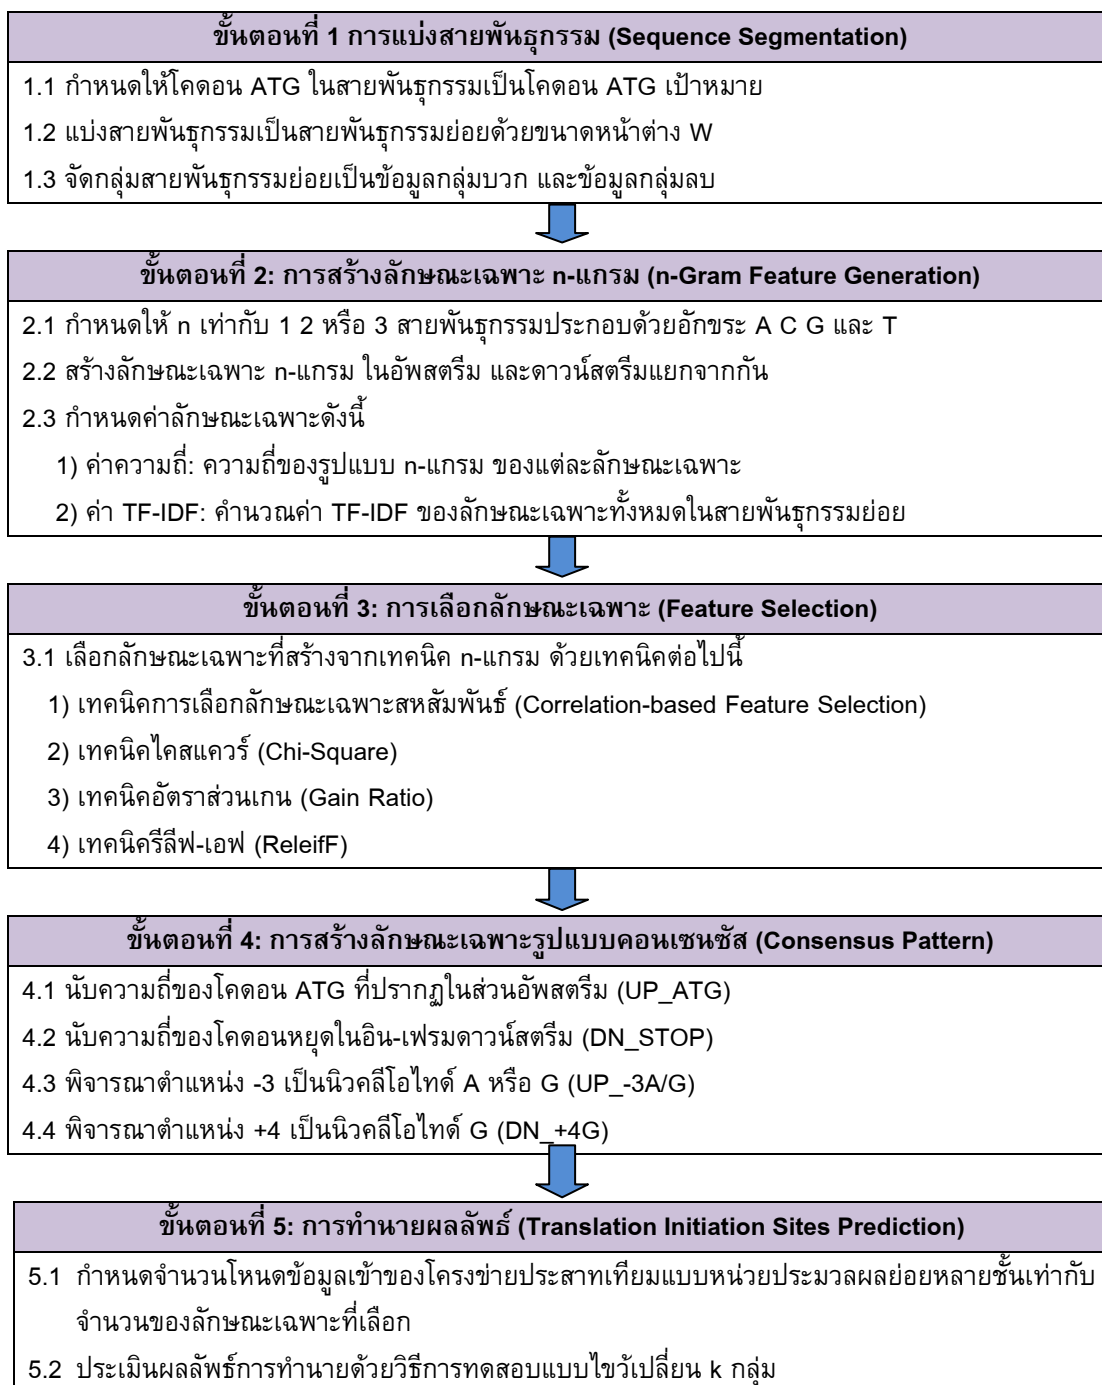 ขั้นตอนที่ 1 การแบ่งสายพันธุกรรม (Sequence Segmentation)
1.1 กำหนดให้โคดอน ATG ในสายพันธุกรรมเป็นโคดอน ATG เป้าหมาย
1.2 แบ่งสายพันธุกรรมเป็นสายพันธุกรรมย่อยด้วยขนาดหน้าต่าง W
1.3 จัดกลุ่มสายพันธุกรรมย่อยเป็นข้อมูลกลุ่มบวก และข้อมูลกลุ่มลบ
ขั้นตอนที่ 2: การสร้างลักษณะเฉพาะ n-แกรม (n-Gram Feature Generation)
2.1 กำหนดให้ n เท่ากับ 1 2 หรือ 3 สายพันธุกรรมประกอบด้วยอักขระ A C G และ T
2.2 สร้างลักษณะเฉพาะ n-แกรม ในอัพสตรีม และดาวน์สตรีมแยกจากกัน
2.3 กำหนดค่าลักษณะเฉพาะดังนี้
1) ค่าความถี่: ความถี่ของรูปแบบ n-แกรม ของแต่ละลักษณะเฉพาะ
2) ค่า TF-IDF: คำนวณค่า TF-IDF ของลักษณะเฉพาะทั้งหมดในสายพันธุกรรมย่อย
ขั้นตอนที่ 3: การเลือกลักษณะเฉพาะ (Feature Selection)
3.1 เลือกลักษณะเฉพาะที่สร้างจากเทคนิค n-แกรม ด้วยเทคนิคต่อไปนี้
1) เทคนิคการเลือกลักษณะเฉพาะสหสัมพันธ์ (Correlation-based Feature Selection)
2) เทคนิคไคสแควร์ (Chi-Square)
3) เทคนิคอัตราส่วนเกน (Gain Ratio)
4) เทคนิครีลีฟ-เอฟ (ReleifF)
ขั้นตอนที่ 4: การสร้างลักษณะเฉพาะรูปแบบคอนเซนซัส (Consensus Pattern)
4.1 นับความถี่ของโคดอน ATG ที่ปรากฏในส่วนอัพสตรีม (UP_ATG)
4.2 นับความถี่ของโคดอนหยุดในอิน-เฟรมดาวน์สตรีม (DN_STOP)
4.3 พิจารณาตำแหน่ง -3 เป็นนิวคลีโอไทด์ A หรือ G (UP_-3A/G)
4.4 พิจารณาตำแหน่ง +4 เป็นนิวคลีโอไทด์ G (DN_+4G)
ขั้นตอนที่ 5: การทำนายผลลัพธ์ (Translation Initiation Sites Prediction)
5.1 กำหนดจำนวนโหนดข้อมูลเข้าของโครงข่ายประสาทเทียมแบบหน่วยประมวลผลย่อยหลายชั้นเท่ากับ
จำนวนของลักษณะเฉพาะที่เลือก
5.2 ประเมินผลลัพธ์การทำนายด้วยวิธีการทดสอบแบบไขว้เปลี่ยน k กลุ่ม